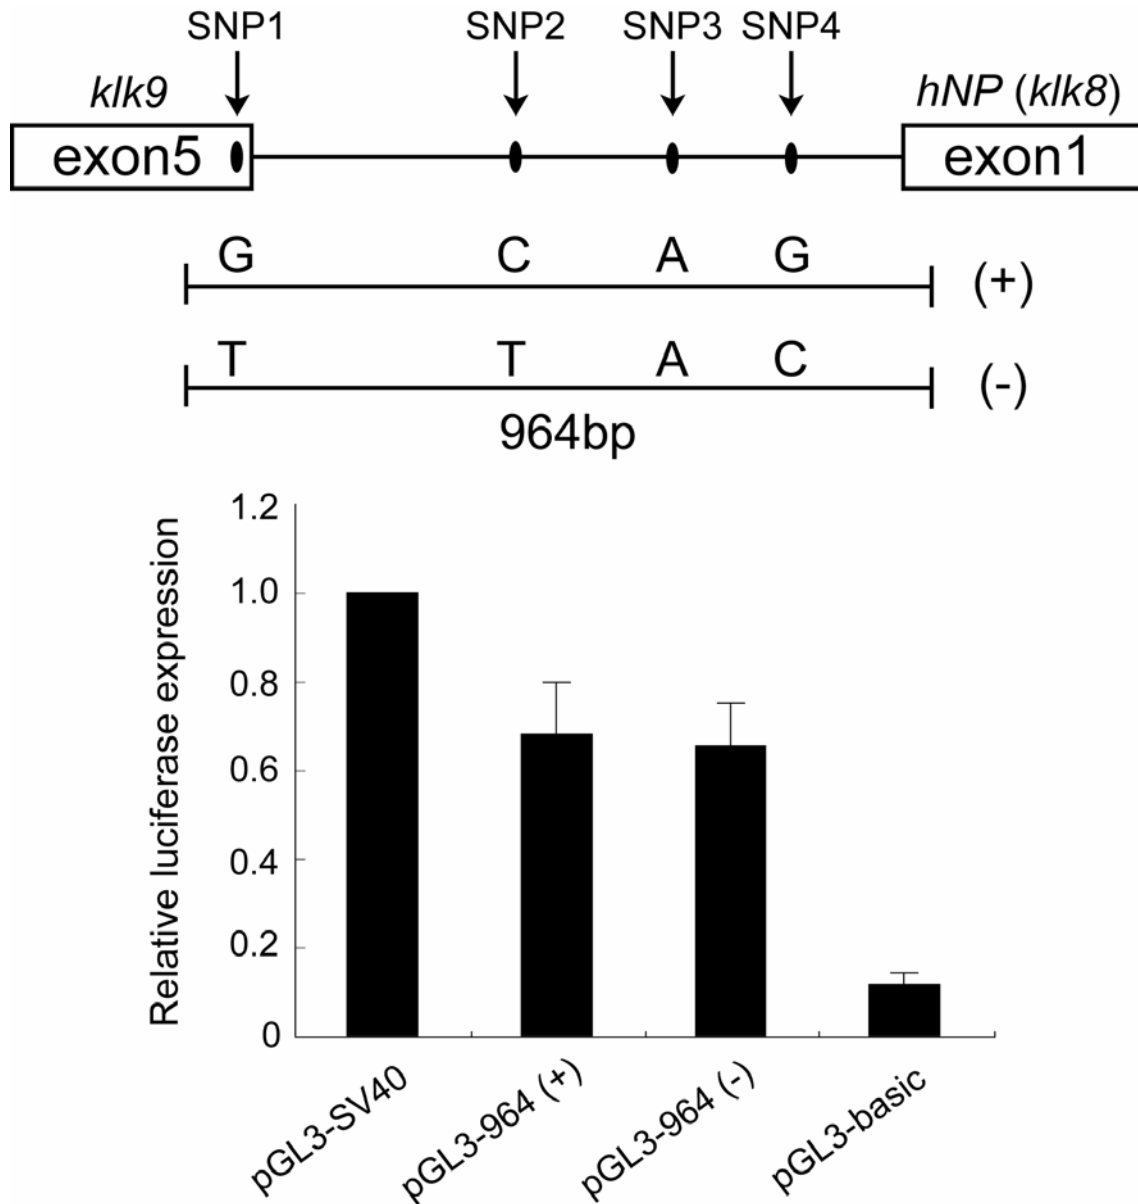 SNP1 SNP2 SNP3 SNP4
klk9 hNP (klk8)
exon5 exon1
G C A G (+)
T T A C (-)
964bp
Relative luciferase expression
1.2
1.0
0.8
0.6
0.4
0.2
0
pGL3-SV40 pGL3-964 (+) pGL3-964 (-) pGL3-basic